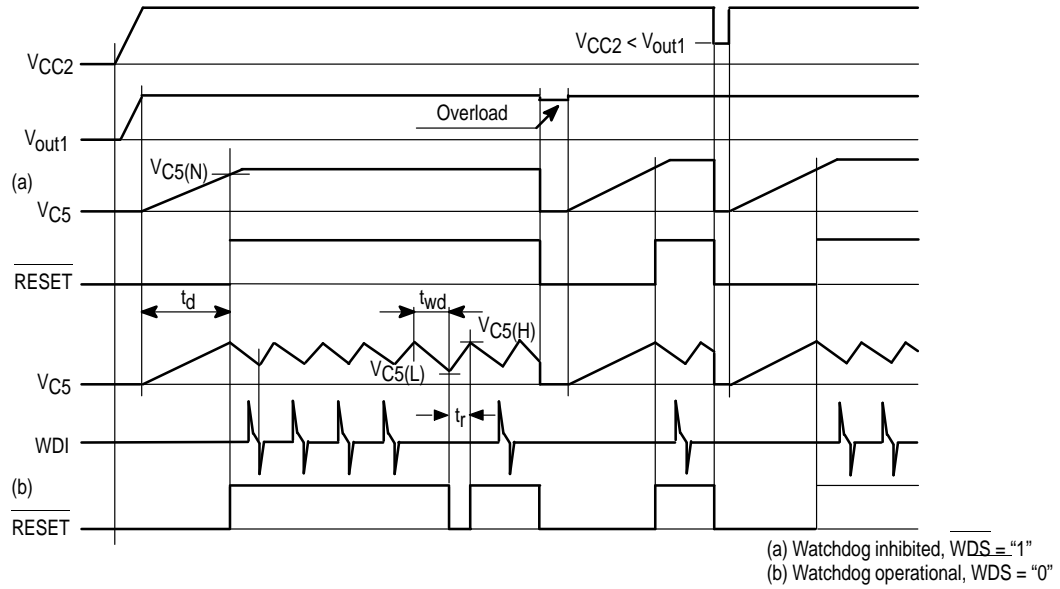 VCC2 < Vout1
VCC2
Overload
Vout1
VC5(N)
(a)
VC5
RESET
td
twd
VC5(H)
VC5(L)
VC5
tr
WDI
(b)
RESET
(a) Watchdog inhibited, WDS = “1”
(b) Watchdog operational, WDS = “0”